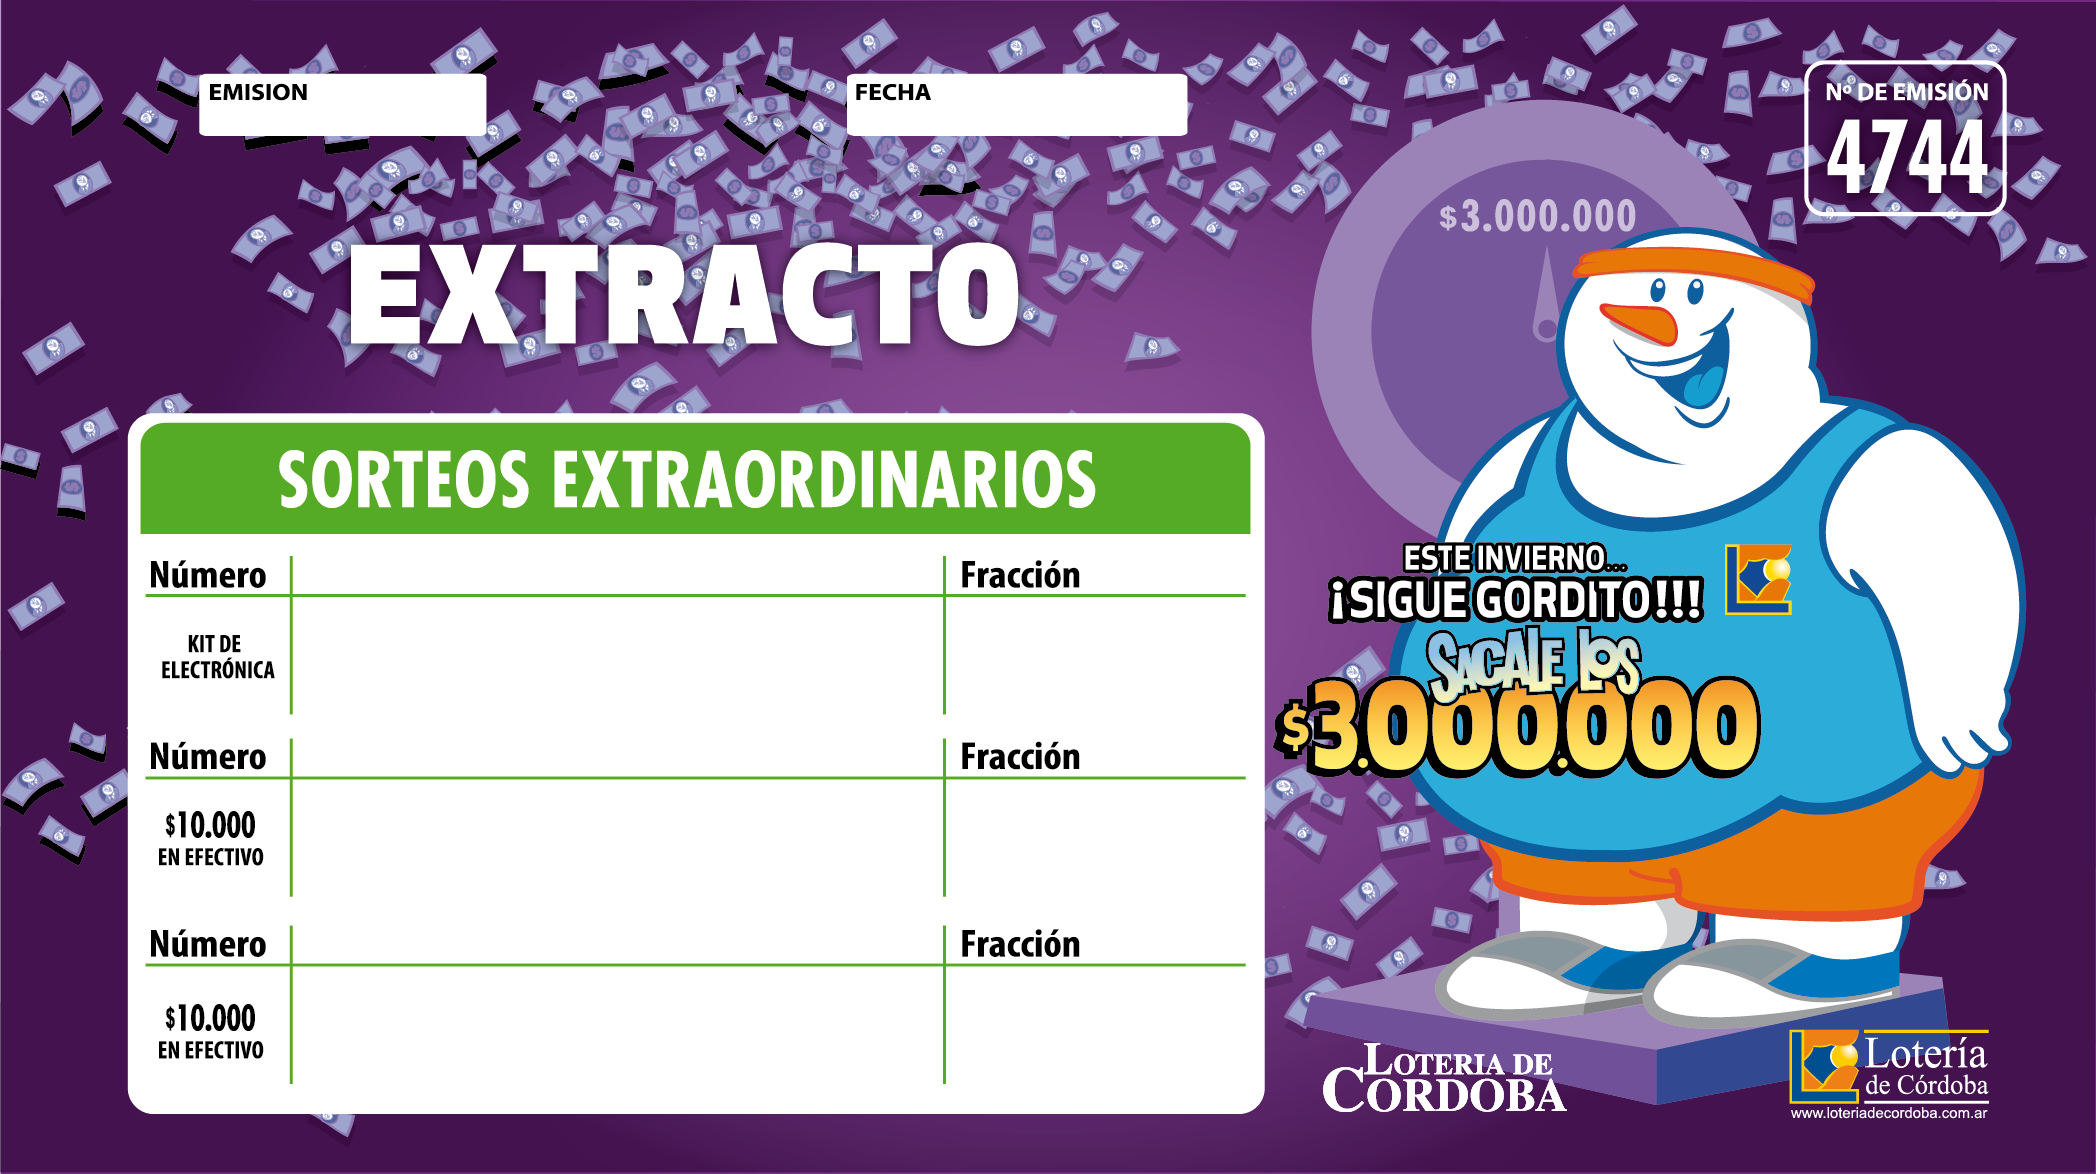 EMISION
FECHA
Nº DE EMISIÓN
4744
$3.000.000
EXTRACTO
SORTEOS EXTRAORDINARIOS
Número
Fracción
KIT DE
ELECTRÓNICA
Número
Fracción
$10.000
EN EFECTIVO
Número
Fracción
$10.000
EN EFECTIVO
ESTE INVIERNO...
¡SIGUE GORDITO!!!
SACALE LOS
$3.000.000
LOTERIA DE
CORDOBA
Lotería
de Córdoba
www.loteriadecordoba.com.ar